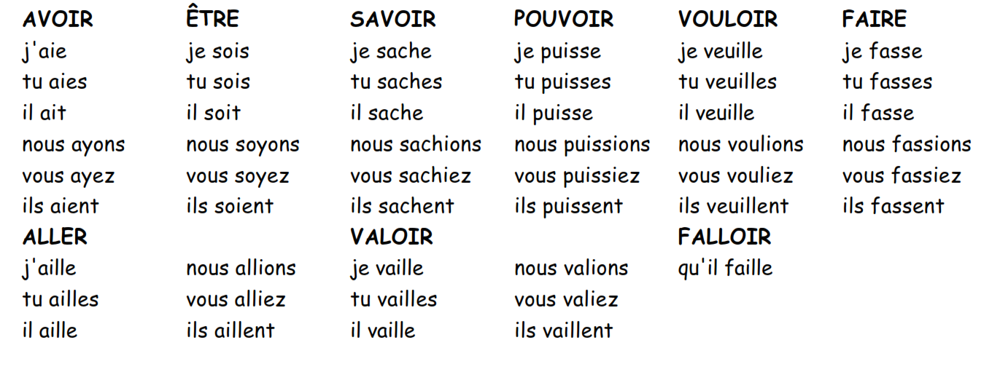 AVOIR ÊTRE SAVOIR POUVOIR VOULOIR FAIRE
j'aie je sois je sache je puisse je veuille je fasse
tu aies tu sois tu saches tu puisses tu veuilles tu fasses
il ait il soit il sache il puisse il veuille il fasse
nous ayons nous soyons nous sachions nous puissions nous voulions nous fassions
vous ayez vous soyez vous sachiez vous puissiez vous vouliez vous fassiez
ils aient ils soient ils sachent ils puissent ils veuillent ils fassent
ALLER VALOIR FALLOIR
j'aille nous allions je vaille nous valions qu'il faille
tu ailles vous alliez tu vailles vous valiez
il aille ils aillent il vaille ils vaillent